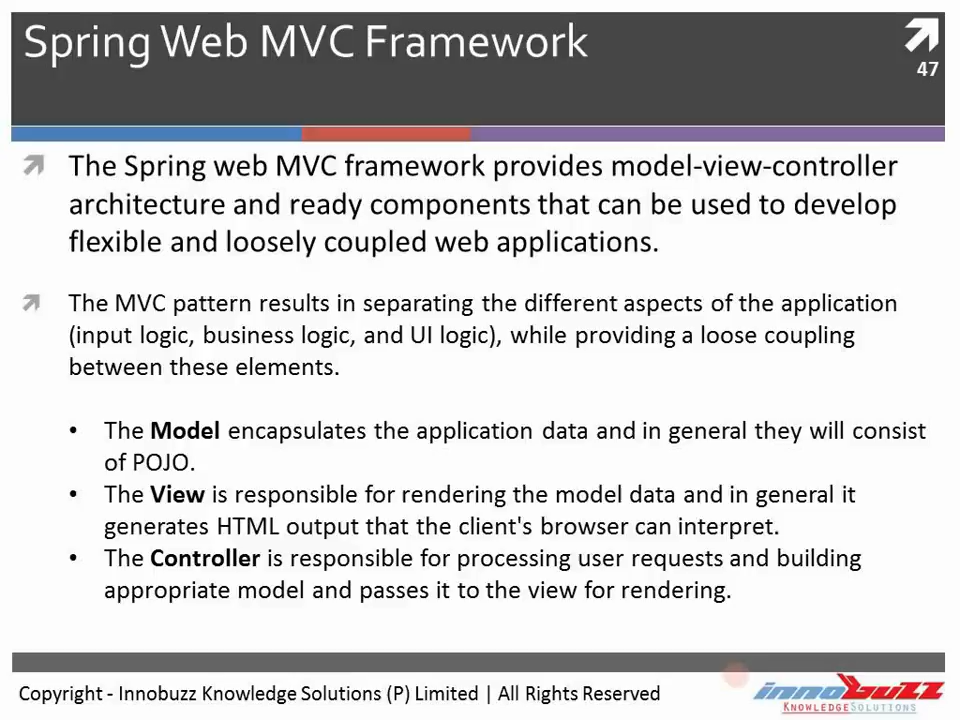 Spring Web MVC Framework
47
The Spring web MVC framework provides model-view-controller
architecture and ready components that can be used to develop
flexible and loosely coupled web applications.
The MVC pattern results in separating the different aspects of the application
(input logic, business logic, and UI logic), while providing a loose coupling
between these elements.
• The Model encapsulates the application data and in general they will consist
of POJO.
• The View is responsible for rendering the model data and in general it
generates HTML output that the client's browser can interpret.
• The Controller is responsible for processing user requests and building
appropriate model and passes it to the view for rendering.
Copyright - Innobuzz Knowledge Solutions (P) Limited | All Rights Reserved
innobuzz
KNOWLEDGE SOLUTIONS